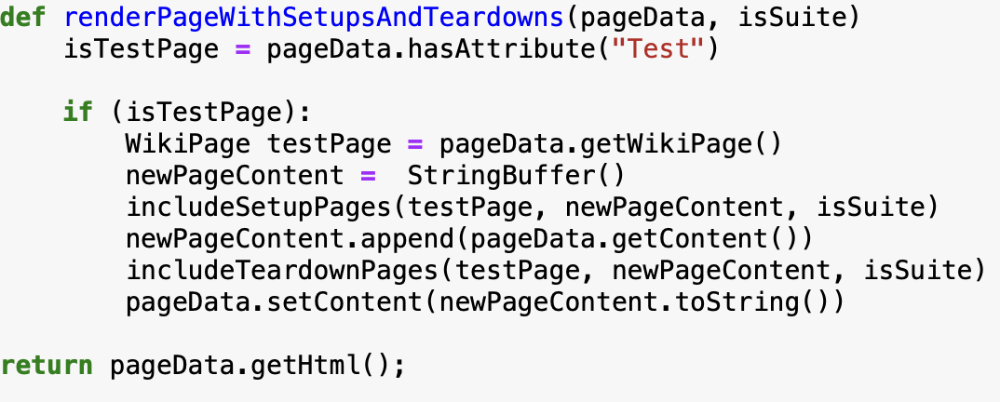 def renderPageWithSetupsAndTeardowns(pageData, isSuite)
    isTestPage = pageData.hasAttribute("Test")

    if (isTestPage):
        WikiPage testPage = pageData.getWikiPage()
        newPageContent =  StringBuffer()
        includeSetupPages(testPage, newPageContent, isSuite)
        newPageContent.append(pageData.getContent())
        includeTeardownPages(testPage, newPageContent, isSuite)
        pageData.setContent(newPageContent.toString())

return pageData.getHtml();